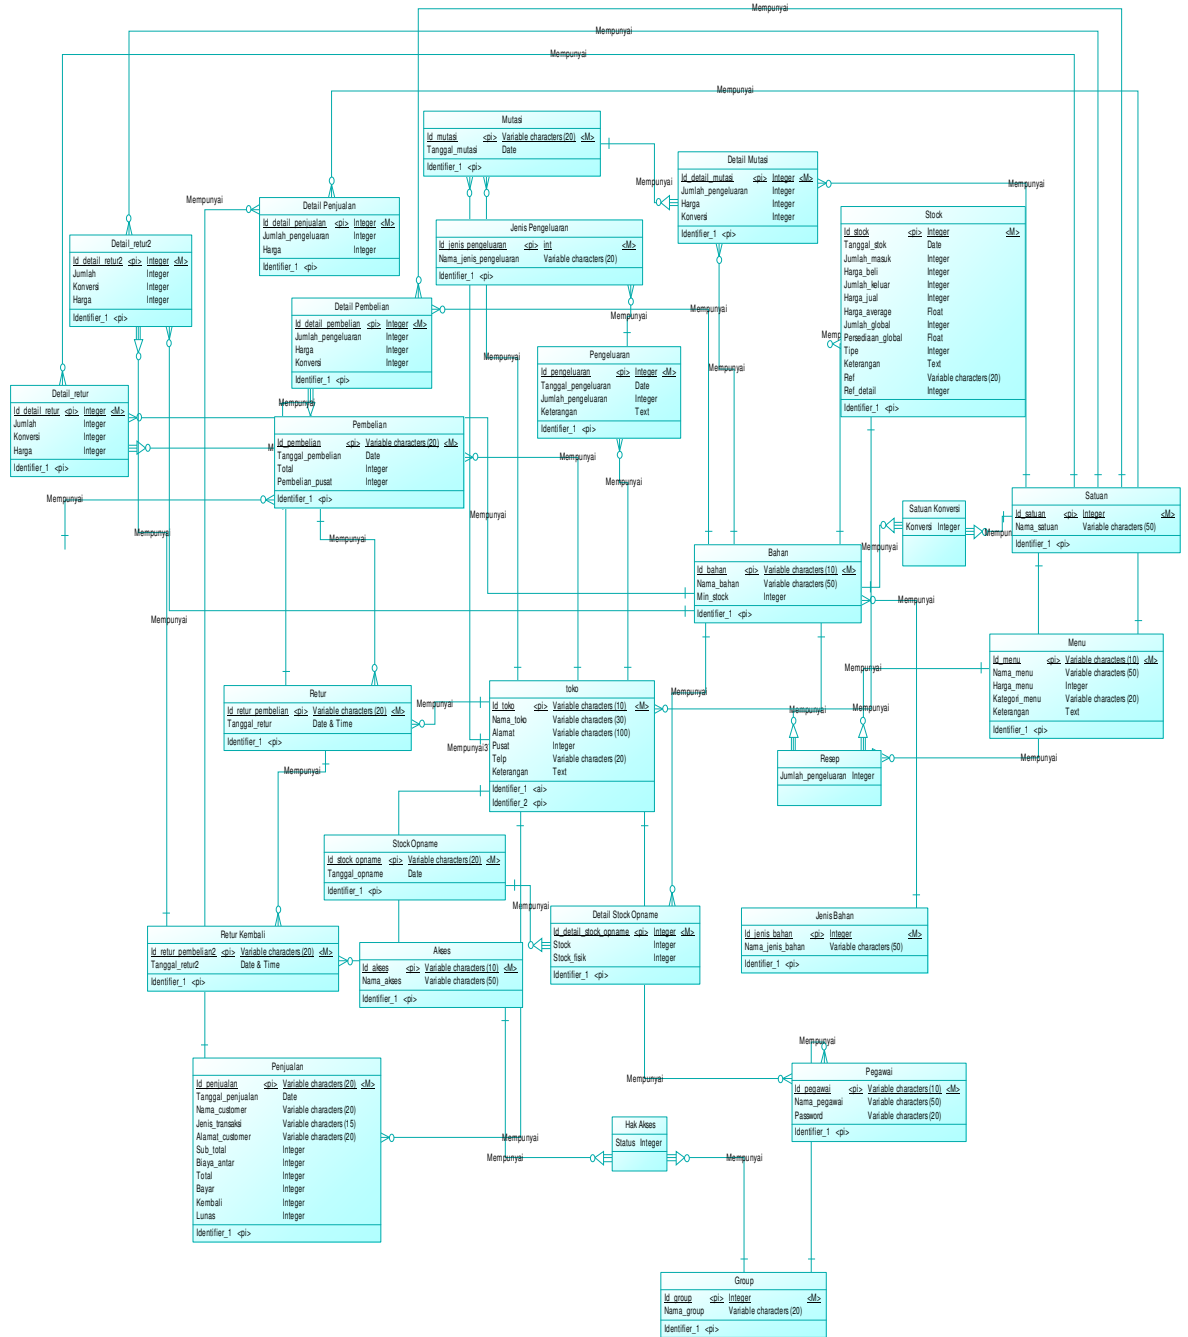 Mempunyai
Mempunyai
Mempunyai
Mempunyai
Mutasi
Id_mutasi <pi> Variable characters (20) <M>
Tanggal_mutasi Date
Identifier_1 <pi>
Detail Mutasi
Id_detail_mutasi <pi> Integer <M>
Jumlah_pengeluaran Integer
Harga Integer
Konversi Integer
Identifier_1 <pi>
Mempunyai
Mempunyai
Mempunyai
Detail Penjualan
Id_detail_penjualan <pi> Integer <M>
Jumlah_pengeluaran Integer
Harga Integer
Identifier_1 <pi>
Stock
Id_stock <pi> Integer <M>
Tanggal_stok Date
Jumlah_masuk Integer
Harga_beli Integer
Jumlah_keluar Integer
Harga_jual Integer
Harga_average Float
Jumlah_global Integer
Persediaan_global Float
Tipe Integer
Keterangan Text
Ref Variable characters (20)
Ref_detail Integer
Identifier_1 <pi>
Jenis Pengeluaran
Id_jenis_pengeluaran <pi> int <M>
Nama_jenis_pengeluaran Variable characters (20)
Identifier_1 <pi>
Detail_retur2
Id_detail_retur2 <pi> Integer <M>
Jumlah Integer
Konversi Integer
Harga Integer
Identifier_1 <pi>
Mempunyai
Detail Pembelian
Id_detail_pembelian <pi> Integer <M>
Jumlah_pengeluaran Integer
Harga Integer
Konversi Integer
Identifier_1 <pi>
Mempunyai
Mempunyai
Memp
Pengeluaran
Id_pengeluaran <pi> Integer <M>
Tanggal_pengeluaran Date
Jumlah_pengeluaran Integer
Keterangan Text
Identifier_1 <pi>
Mempunyai
Detail_retur
Id_detail retur <pi> Integer <M>
Jumlah Integer
Konversi Integer
Harga Integer
Identifier_1 <pi>
Mempunyai
M
Pembelian
Id_pembelian <pi> Variable characters (20) <M>
Tanggal_pembelian Date
Total Integer
Pembelian_pusat Integer
Identifier_1 <pi>
Mempunyai
Mempunyai
Mempunyai
Satuan
Id_satuan <pi> Integer <M>
Nama_satuan Variable characters (50)
Identifier_1 <pi>
Satuan Konversi
Konversi Integer
Mempun
Mempunyai
Mempunyai
Mempunyai
Mempunyai
Bahan
Id_bahan <pi> Variable characters (10) <M>
Nama_bahan Variable characters (50)
Min_stock Integer
Identifier_1 <pi>
Mempunyai
Mempunyai
Mempunyai
Menu
Id_menu <pi> Variable characters (10) <M>
Nama_menu Variable characters (50)
Harga_menu Integer
Kategori_menu Variable characters (20)
Keterangan Text
Identifier_1 <pi>
Mempunyai
Mempunyai
Mempunyai
Retur
Id_retur_pembelian <pi> Variable characters (20) <M>
Tanggal_retur Date & Time
Identifier_1 <pi>
Mempunyai
toko
Id_toko <pi> Variable characters (10) <M>
Nama_toko Variable characters (30)
Alamat Variable characters (100)
Pusat Integer
Telp Variable characters (20)
Keterangan Text
Identifier_1 <ai>
Identifier_2 <pi>
Mempunyai3
Resep
Jumlah_pengeluaran Integer
Mempunyai
Stock Opname
Id_stock opname <pi> Variable characters (20) <M>
Tanggal_opname Date
Identifier_1 <pi>
Mempunyai
Detail Stock Opname
Id_detail_stock_opname <pi> Integer <M>
Stock Integer
Stock_fisik Integer
Identifier_1 <pi>
Jenis Bahan
Id_jenis bahan <pi> Integer <M>
Nama_jenis_bahan Variable characters (50)
Identifier_1 <pi>
Retur Kembali
Id_retur pembelian2 <pi> Variable characters (20) <M>
Tanggal_retur2 Date & Time
Identifier_1 <pi>
Akses
Id_akses <pi> Variable characters (10) <M>
Nama_akses Variable characters (50)
Identifier_1 <pi>
Mempunyai
Pegawai
Id_pegawai <pi> Variable characters (10) <M>
Nama_pegawai Variable characters (50)
Password Variable characters (20)
Identifier_1 <pi>
Mempunyai
Penjualan
Id_penjualan <pi> Variable characters (20) <M>
Tanggal_penjualan Date
Nama_customer Variable characters (20)
Jenis_transaksi Variable characters (15)
Alamat_customer Variable characters (20)
Sub_total Integer
Biaya_antar Integer
Total Integer
Bayar Integer
Kembali Integer
Lunas Integer
Identifier_1 <pi>
Hak Akses
Status Integer
Mempunyai
Mempunyai
Mempunyai
Group
Id_group <pi> Integer <M>
Nama_group Variable characters (20)
Identifier_1 <pi>